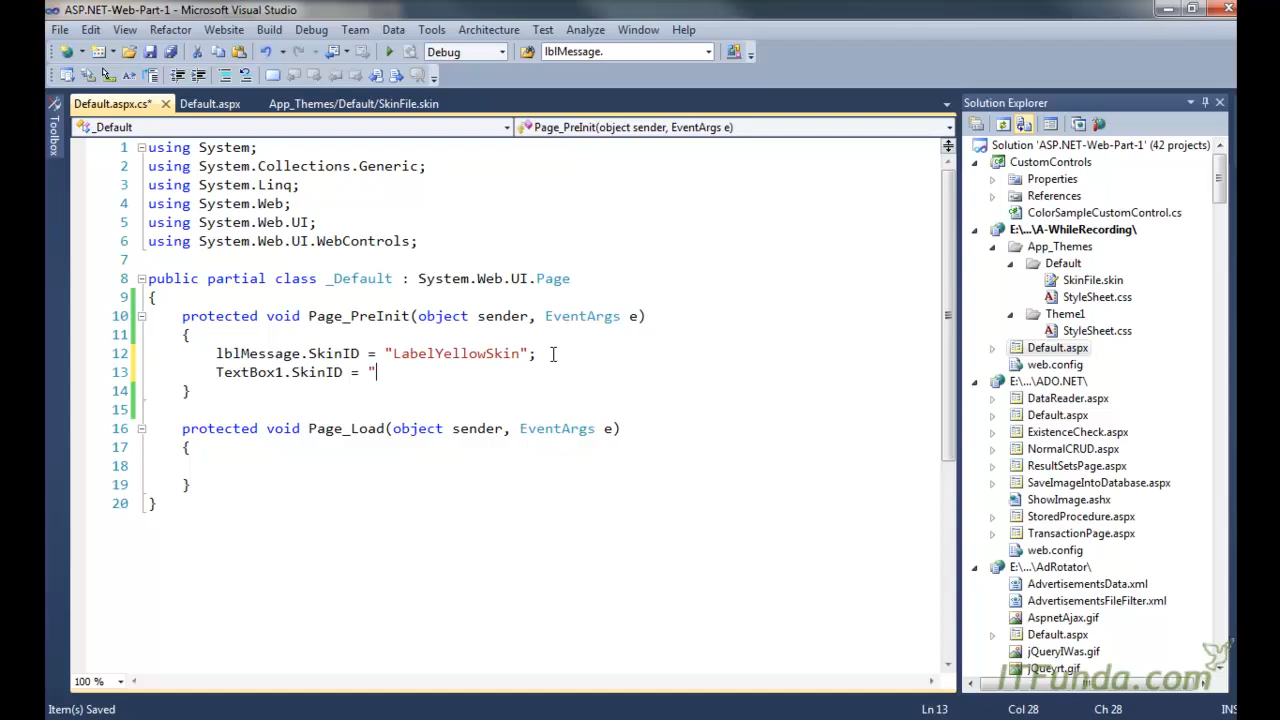 ASP.NET-Web-Part-1 - Microsoft Visual Studio
File Edit View Refactor Website Build Debug Team Data Tools Architecture Test Analyze Window Help
Debug lblMessage.
Default.aspx.cs* Default.aspx App_Themes/Default/SkinFile.skin
Toolbox
_Default Page_PreInit(object sender, EventArgs e)
1 using System;
2 using System.Collections.Generic;
3 using System.Linq;
4 using System.Web;
5 using System.Web.UI;
6 using System.Web.UI.WebControls;
7
8 public partial class _Default : System.Web.UI.Page
9 {
10 protected void Page_PreInit(object sender, EventArgs e)
11 {
12 lblMessage.SkinID = "LabelYellowSkin";
13 TextBox1.SkinID = "
14 }
15
16 protected void Page_Load(object sender, EventArgs e)
17 {
18
19 }
20 }
100 %
Solution Explorer
Solution 'ASP.NET-Web-Part-1' (42 projects)
CustomControls
Properties
References
ColorSampleCustomControl.cs
E:\...\A-WhileRecording\
App_Themes
Default
SkinFile.skin
StyleSheet.css
Theme1
StyleSheet.css
Default.aspx
web.config
E:\...\ADO.NET\
DataReader.aspx
Default.aspx
ExistenceCheck.aspx
NormalCRUD.aspx
ResultSetsPage.aspx
SaveImageIntoDatabase.aspx
ShowImage.ashx
StoredProcedure.aspx
TransactionPage.aspx
web.config
E:\...\AdRotator\
AdvertisementsData.xml
AdvertisementsFileFilter.xml
AspnetAjax.gif
Default.aspx
jQueryIWas.gif
jQueyrt.gif
ITFunda.com
Item(s) Saved Ln 13 Col 28 Ch 28 INS